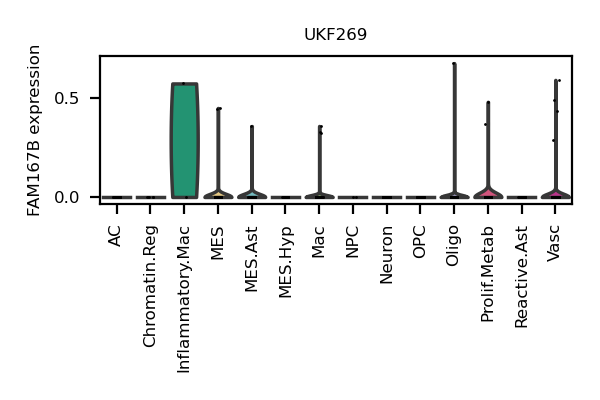 UKF269
FAM167B expression
0.5
0.0
AC
Chromatin.Reg
Inflammatory.Mac
MES
MES.Ast
MES.Hyp
Mac
NPC
Neuron
OPC
Oligo
Prolif.Metab
Reactive.Ast
Vasc